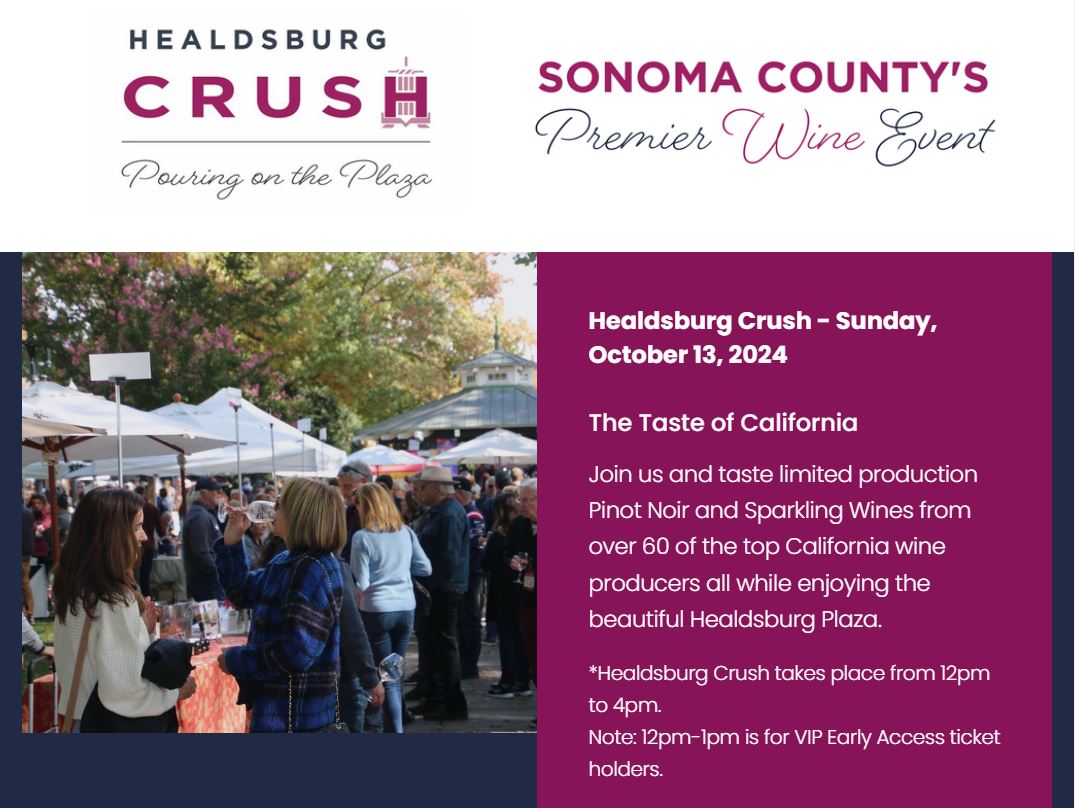 HEALDSBURG
CRUSH
Pouring on the Plaza
SONOMA COUNTY'S
Premier Wine Event
Healdsburg Crush - Sunday,
October 13, 2024
The Taste of California
Join us and taste limited production
Pinot Noir and Sparkling Wines from
over 60 of the top California wine
producers all while enjoying the
beautiful Healdsburg Plaza.
*Healdsburg Crush takes place from 12pm
to 4pm.
Note: 12pm-1pm is for VIP Early Access ticket
holders.